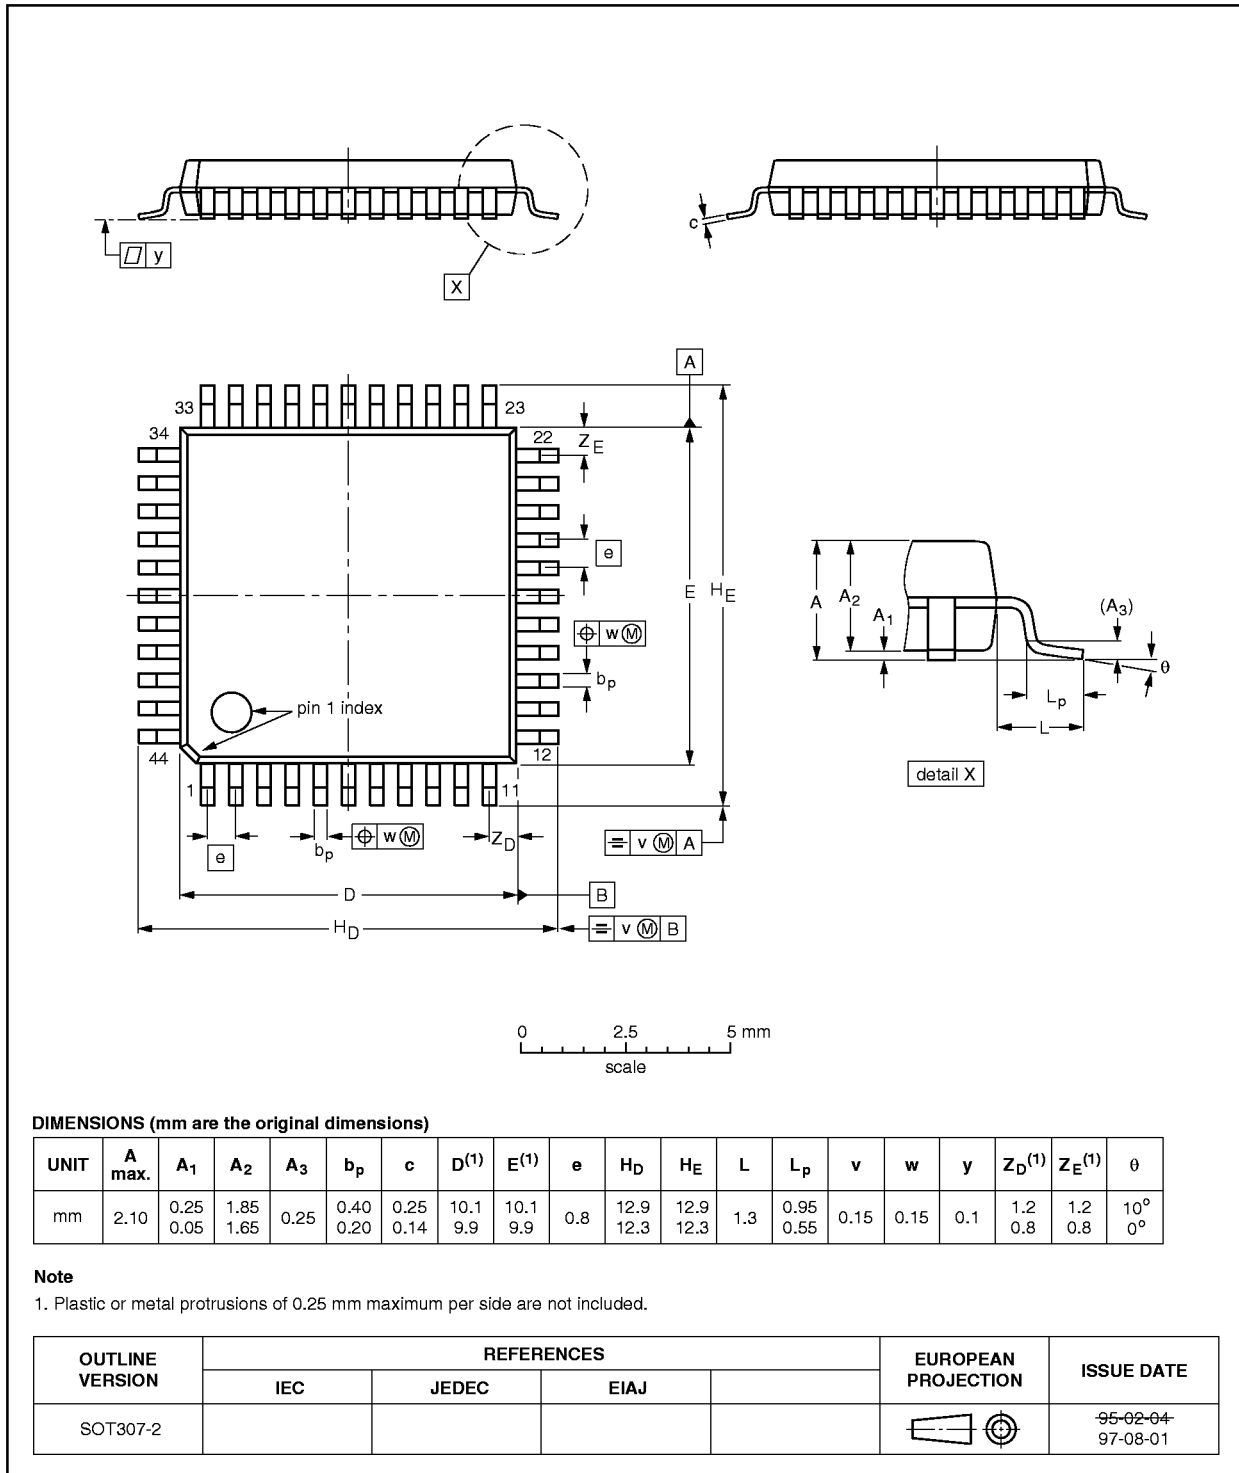 y
X
c
A
33
23
34
22
Z E
e
E
H E
A
A2
A1
(A3)
θ
w M
bp
Lp
L
pin 1 index
44
12
detail X
1
11
e
bp
w M
Z D
v M A
D
B
H D
v M B
0 2.5 5 mm
scale
DIMENSIONS (mm are the original dimensions)
UNIT A max. A1 A2 A3 bp c D(1) E(1) e HD HE L Lp v w y ZD(1) ZE(1) θ
mm 2.10 0.25 0.05 1.85 1.65 0.25 0.40 0.20 0.25 0.14 10.1 9.9 10.1 9.9 0.8 12.9 12.3 12.9 12.3 1.3 0.95 0.55 0.15 0.15 0.1 1.2 0.8 1.2 0.8 10° 0°
Note
1. Plastic or metal protrusions of 0.25 mm maximum per side are not included.
OUTLINE VERSION
REFERENCES
EUROPEAN PROJECTION
ISSUE DATE
IEC JEDEC EIAJ
SOT307-2
95-02-04
97-08-01